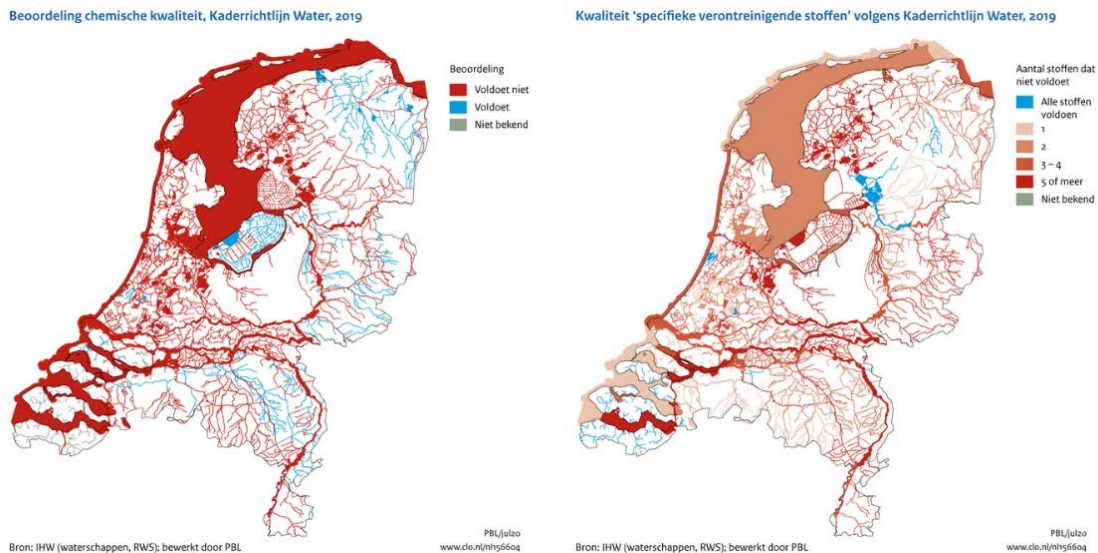 Beoordeling chemische kwaliteit, Kaderrichtlijn Water, 2019
Beoordeling
Voldoet niet
Voldoet
Niet bekend
PBL/jul20
Bron: IHW (waterschappen, RWS); bewerkt door PBL
www.clo.nl/nl156604
Kwaliteit ‘specifieke verontreinigende stoffen’ volgens Kaderrichtlijn Water, 2019
Aantal stoffen dat
niet voldoet
Alle stoffen
voldoen
1
2
3 – 4
5 of meer
Niet bekend
PBL/jul20
Bron: IHW (waterschappen, RWS); bewerkt door PBL
www.clo.nl/nl156604